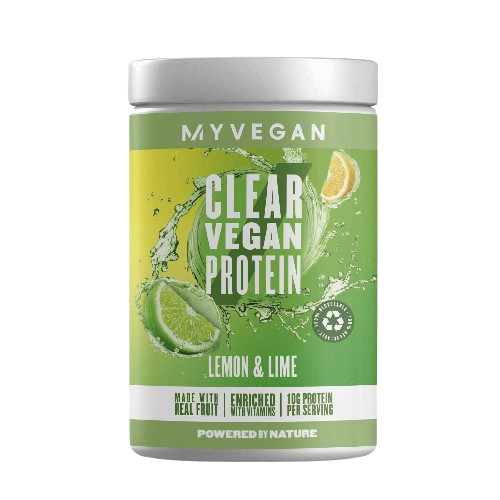 MYVEGAN
CLEAR
VEGAN
PROTEIN
LEMON & LIME
MADE WITH
REAL FRUIT
ENRICHED
WITH VITAMINS
10G PROTEIN
PER SERVING
POWERED BY NATURE